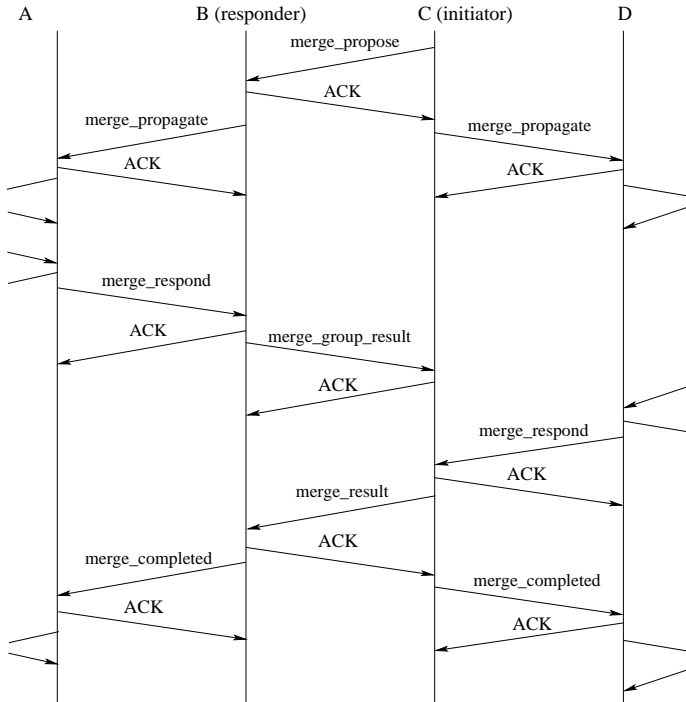 A
B (responder)
C (initiator)
D
merge_propose
ACK
merge_propagate
merge_propagate
ACK
ACK
merge_respond
ACK
merge_group_result
ACK
merge_respond
ACK
merge_result
ACK
merge_completed
merge_completed
ACK
ACK